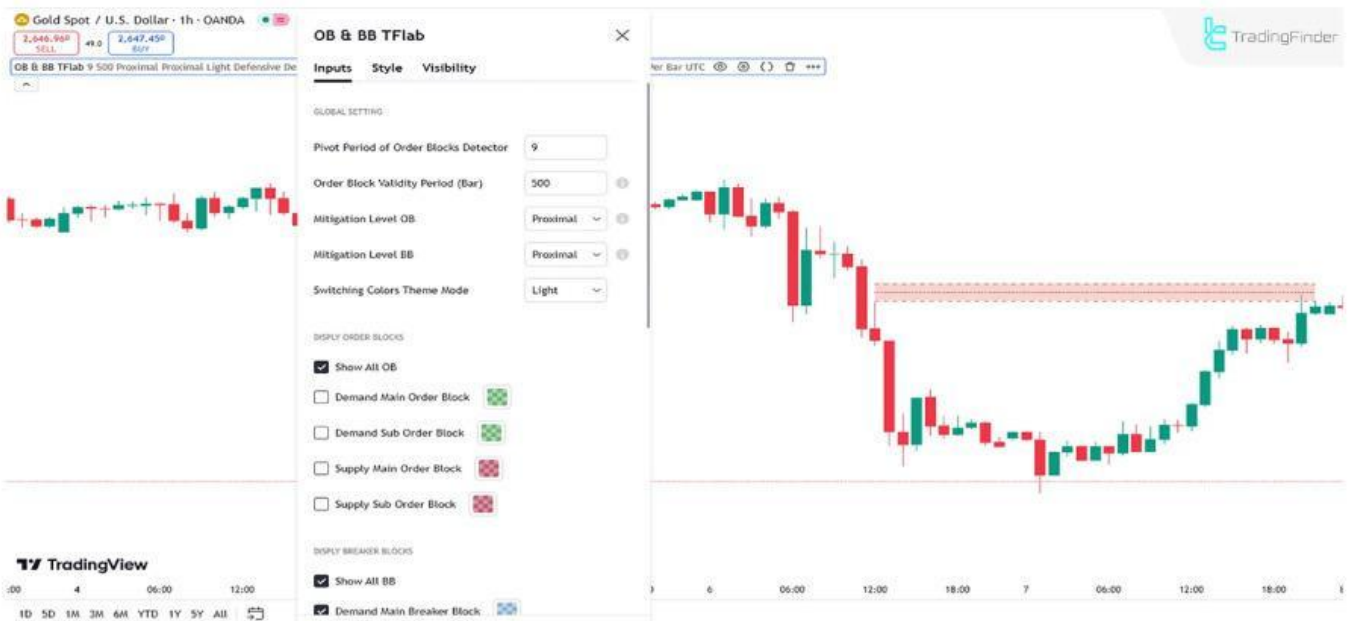 Gold Spot / U.S. Dollar · 1h · OANDA
2,646.960 SELL 49.0 2,647.450 BUY
OB & BB TFlab 9 500 Proximal Proximal Light Defensive De
Per Bar UTC
TradingFinder
OB & BB TFlab
Inputs Style Visibility
GLOBAL SETTING
Pivot Period of Order Blocks Detector 9
Order Block Validity Period (Bar) 500
Mitigation Level OB Proximal
Mitigation Level BB Proximal
Switching Colors Theme Mode Light
DISPLY ORDER BLOCKS
Show All OB
Demand Main Order Block
Demand Sub Order Block
Supply Main Order Block
Supply Sub Order Block
DISPLY BREAKER BLOCKS
Show All BB
Demand Main Breaker Block
TradingView
:00 4 06:00 12:00 6 06:00 12:00 18:00 7 06:00 12:00 18:00
1D 5D 1M 3M 6M YTD 1Y 5Y All